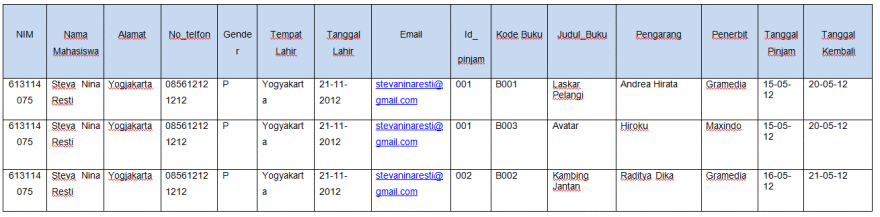 NIM Nama Mahasiswa Alamat No_telfon Gender Tempat Lahir Tanggal Lahir Email Id_pinjam Kode Buku Judul_Buku Pengarang Penerbit Tanggal Pinjam Tanggal Kembali
613114075 Steva Nina Resti Yogjakarta 085612121212 P Yogyakarta 21-11-2012 stevaninaresti@gmail.com 001 B001 Laskar Pelangi Andrea Hirata Gramedia 15-05-12 20-05-12
613114075 Steva Nina Resti Yogjakarta 085612121212 P Yogyakarta 21-11-2012 stevaninaresti@gmail.com 001 B003 Avatar Hiroku Maxindo 15-05-12 20-05-12
613114075 Steva Nina Resti Yogjakarta 085612121212 P Yogyakarta 21-11-2012 stevaninaresti@gmail.com 002 B002 Kambing Jantan Raditya Dika Gramedia 16-05-12 21-05-12